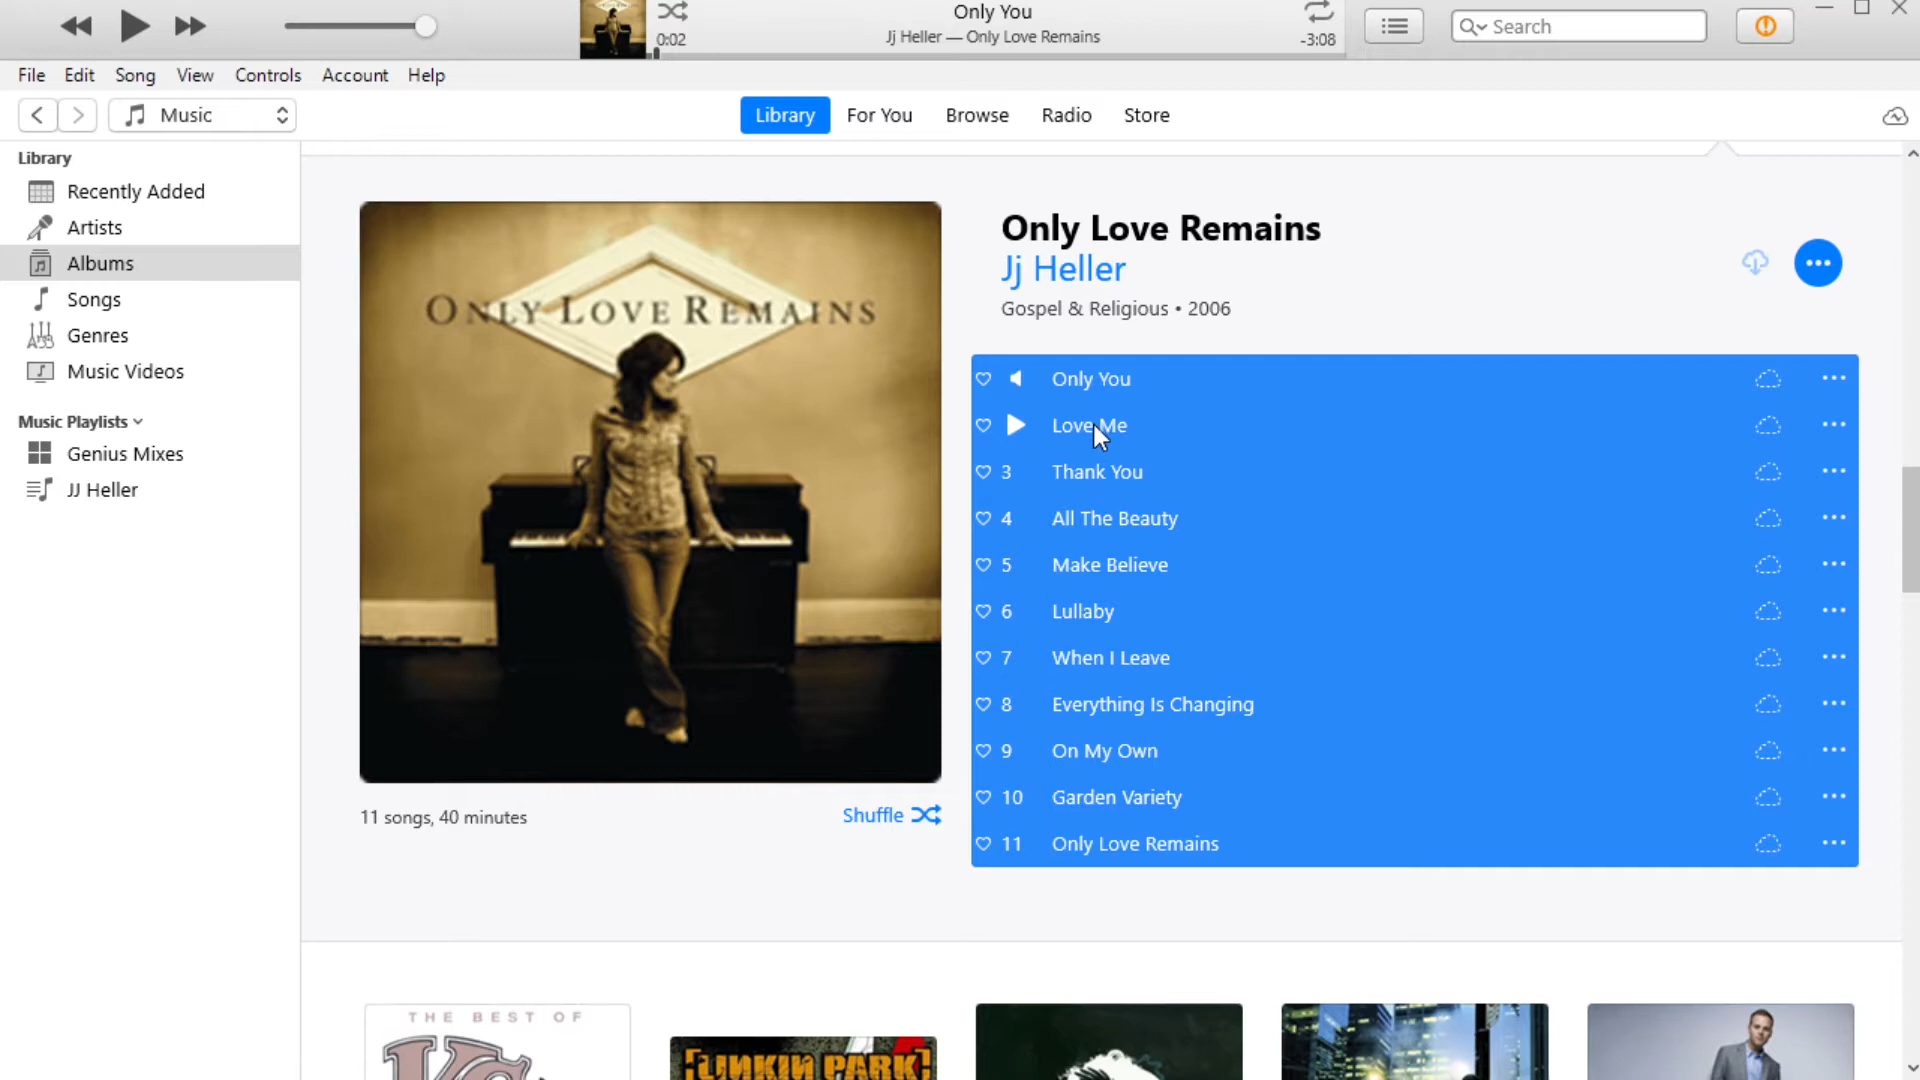 Only You
0:02
Jj Heller — Only Love Remains
-3:08
Search
File Edit Song View Controls Account Help
Music
Library For You Browse Radio Store
Library
Recently Added
Artists
Albums
Songs
Genres
Music Videos
Music Playlists
Genius Mixes
JJ Heller
ONLY LOVE REMAINS
11 songs, 40 minutes
Shuffle
Only Love Remains
Jj Heller
Gospel & Religious • 2006
Only You
Love Me
3 Thank You
4 All The Beauty
5 Make Believe
6 Lullaby
7 When I Leave
8 Everything Is Changing
9 On My Own
10 Garden Variety
11 Only Love Remains
THE BEST OF
[LINKIN PARK]